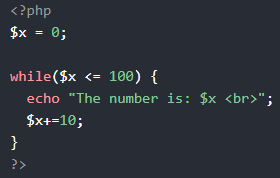 <?php
$x = 0;

while($x <= 100) {
  echo "The number is: $x <br>";
  $x+=10;
}
?>